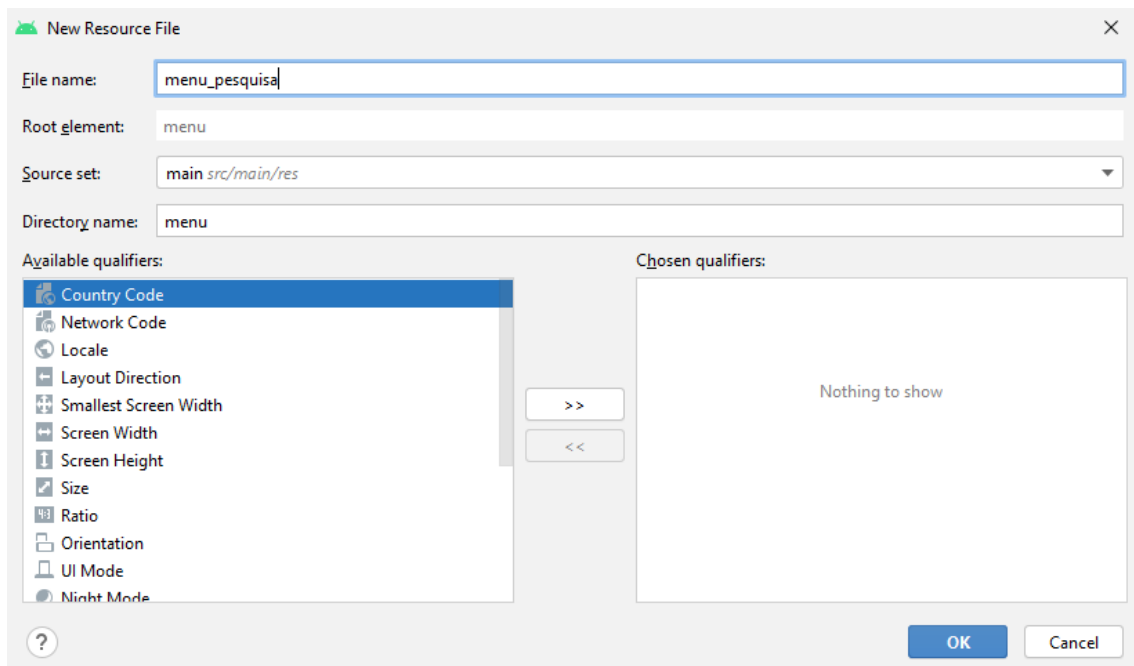 New Resource File
File name: menu_pesquisa
Root element: menu
Source set: main src/main/res
Directory name: menu
Available qualifiers:
Country Code
Network Code
Locale
Layout Direction
Smallest Screen Width
Screen Width
Screen Height
Size
Ratio
Orientation
UI Mode
Night Mode
>>
<<
Chosen qualifiers:
Nothing to show
?
OK
Cancel